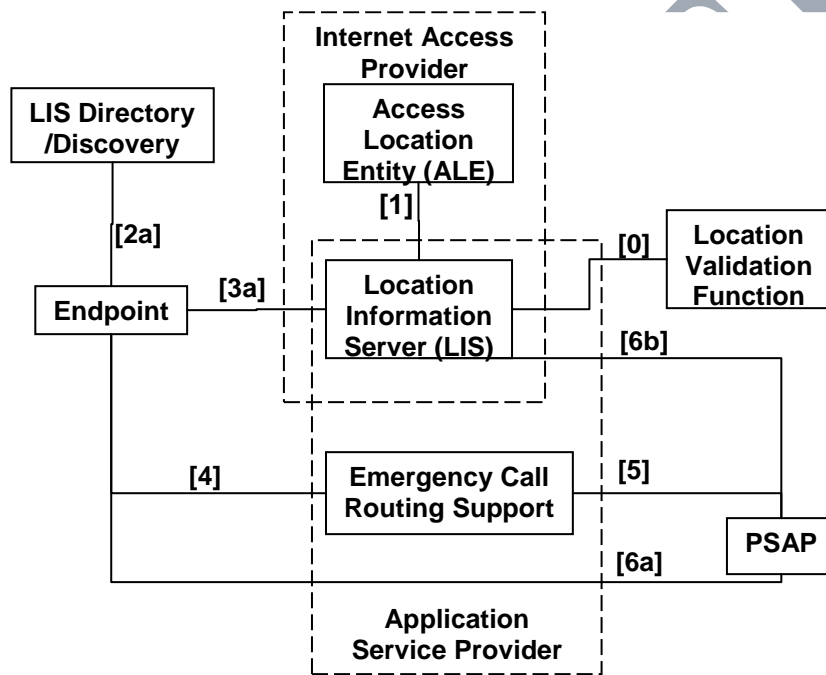 Internet Access
Provider
LIS Directory
/Discovery
Access
Location
Entity (ALE)
[1]
[2a]
[0]
Location
Validation
Function
Endpoint
[3a]
Location
Information
Server (LIS)
[6b]
[4]
Emergency Call
Routing Support
[5]
PSAP
[6a]
Application
Service Provider